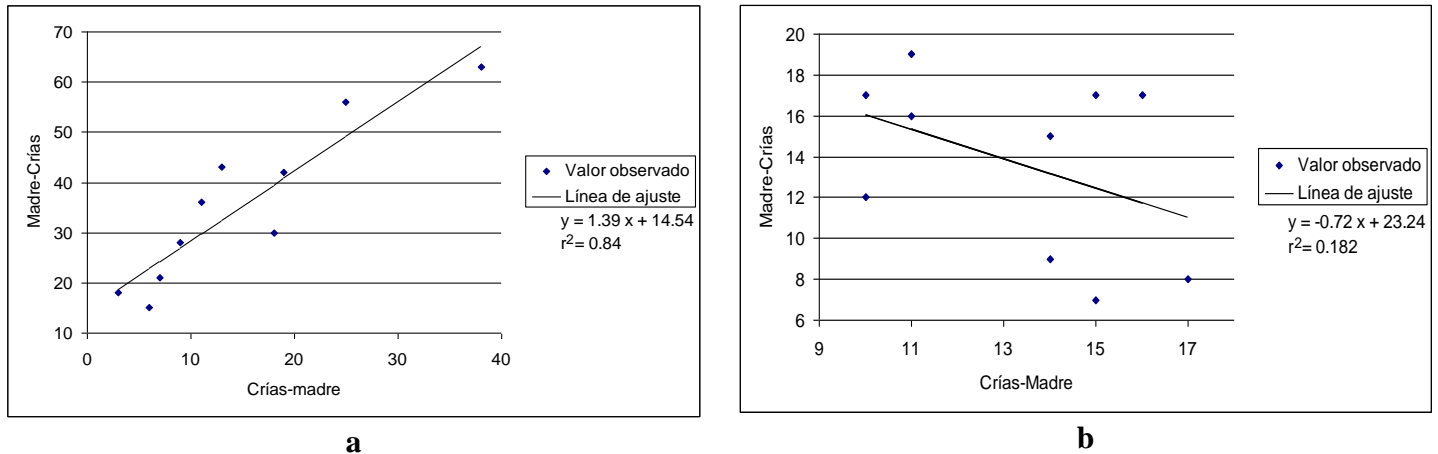 70
60
50
40
30
20
10
0 10 20 30 40
Madre-Crías
Crías-madre
Valor observado
Línea de ajuste
y = 1.39 x + 14.54
r²= 0.84
a
20
18
16
14
12
10
8
6
9 11 13 15 17
Madre-Crías
Crías-Madre
Valor observado
Línea de ajuste
y = -0.72 x + 23.24
r²= 0.182
b